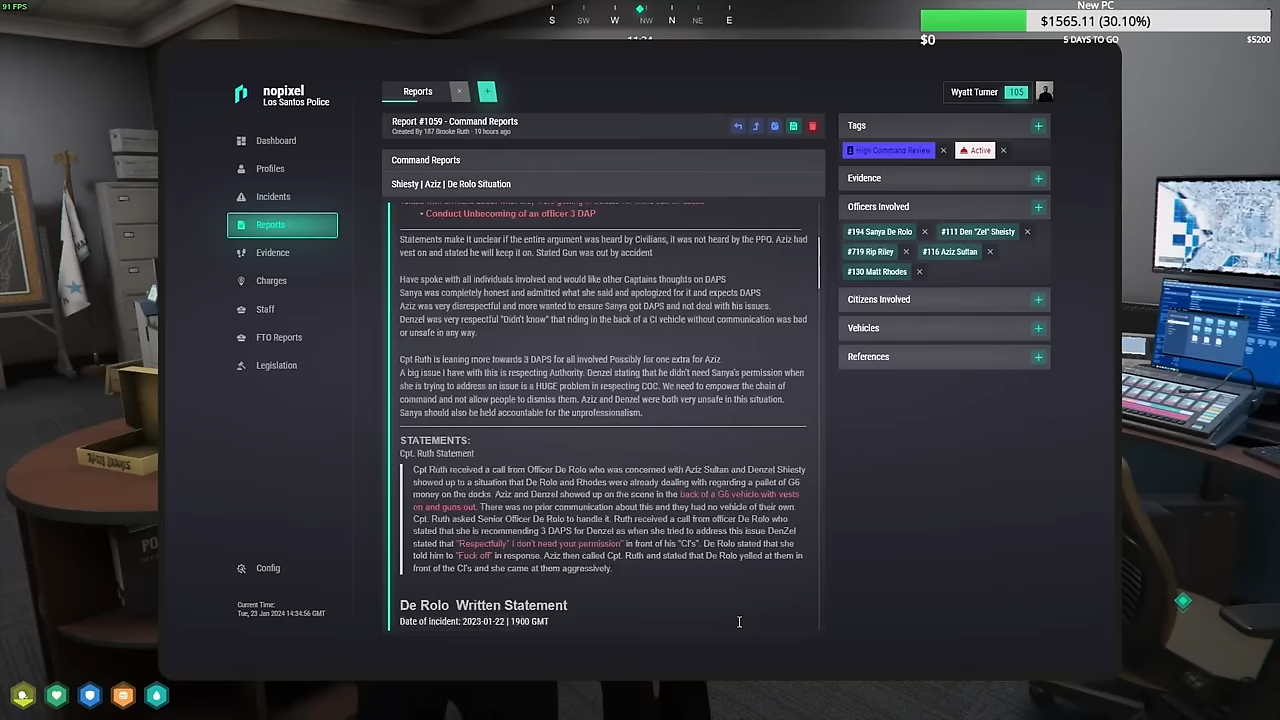 91 FPS
S SW W NW N NE E
New PC
$1565.11 (30.10%)
$0 5 DAYS TO GO $5200
nopixel
Los Santos Police
Reports × +
Wyatt Turner 105
Dashboard
Profiles
Incidents
Reports
Evidence
Charges
Staff
FTO Reports
Legislation
Config
Current Time:
Tue, 23 Jan 2024 14:34:56 GMT
Report #1059 - Command Reports
Created By 187 Brooke Ruth - 19 hours ago
Command Reports
Shiesty | Aziz | De Rolo Situation
• Conduct Unbecoming of an officer 3 DAP
Statements make it unclear if the entire argument was heard by Civilians, it was not heard by the PPO. Aziz had
vest on and stated he will keep it on. Stated Gun was out by accident
Have spoke with all individuals involved and would like other Captains thoughts on DAPS
Sanya was completely honest and admitted what she said and apologized for it and expects DAPS
Aziz was very disrespectful and more wanted to ensure Sanya got DAPS and not deal with his issues.
Denzel was very respectful "Didn't know" that riding in the back of a CI vehicle without communication was bad
or unsafe in any way.
Cpt Ruth is leaning more towards 3 DAPS for all involved Possibly for one extra for Aziz
A big issue I have with this is respecting Authority. Denzel stating that he didn't need Sanya's permission when
she is trying to address an issue is a HUGE problem in respecting COC. We need to empower the chain of
command and not allow people to dismiss them. Aziz and Denzel were both very unsafe in this situation.
Sanya should also be held accountable for the unprofessionalism.
STATEMENTS:
Cpt. Ruth Statement
Cpt Ruth received a call from Officer De Rolo who was concerned with Aziz Sultan and Denzel Shiesty
showed up to a situation that De Rolo and Rhodes were already dealing with regarding a pallet of G6
money on the docks. Aziz and Denzel showed up on the scene in the back of a G6 vehicle with vests
on and guns out. There was no prior communication about this and they had no vehicle of their own.
Cpt. Ruth asked Senior Officer De Rolo to handle it. Ruth received a call from officer De Rolo who
stated that she is recommending 3 DAPS for Denzel as when she tried to address this issue DenZel
stated that "Respectfully" I don't need your permission" in front of his "CI's". De Rolo stated that she
told him to "Fuck off" in response. Aziz then called Cpt. Ruth and stated that De Rolo yelled at them in
front of the CI's and she came at them aggressively.
De Rolo Written Statement
Date of incident: 2023-01-22 | 1900 GMT
Tags +
High Command Review × Active ×
Evidence +
Officers Involved +
#194 Sanya De Rolo × #111 Den "Zel" Sheisty ×
#719 Rip Riley × #116 Aziz Sultan ×
#130 Matt Rhodes ×
Citizens Involved +
Vehicles +
References +